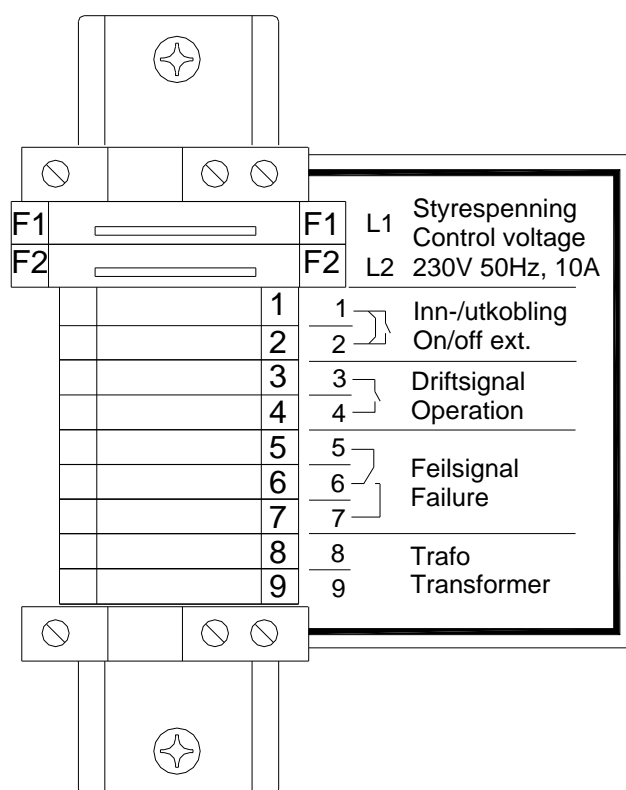 F1 F1 L1 Styrespenning
Control voltage
F2 F2 L2 230V 50Hz, 10A
1 1 Inn-/utkobling
2 2 On/off ext.
3 3 Driftsignal
4 4 Operation
5 5
6 6 Feilsignal
Failure
7 7
8 8 Trafo
9 9 Transformer